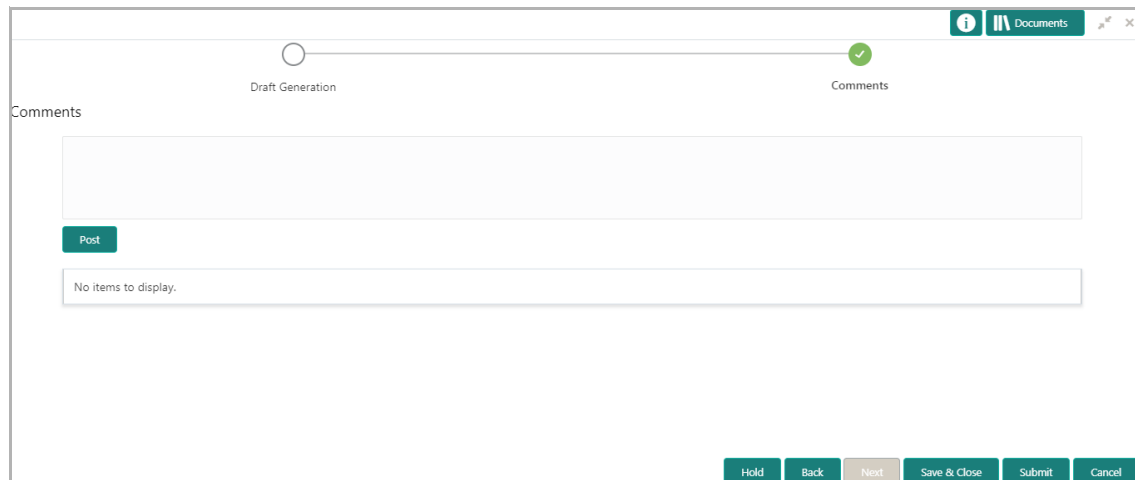 Documents
Draft Generation
Comments
Comments
Post
No items to display.
Hold
Back
Next
Save & Close
Submit
Cancel